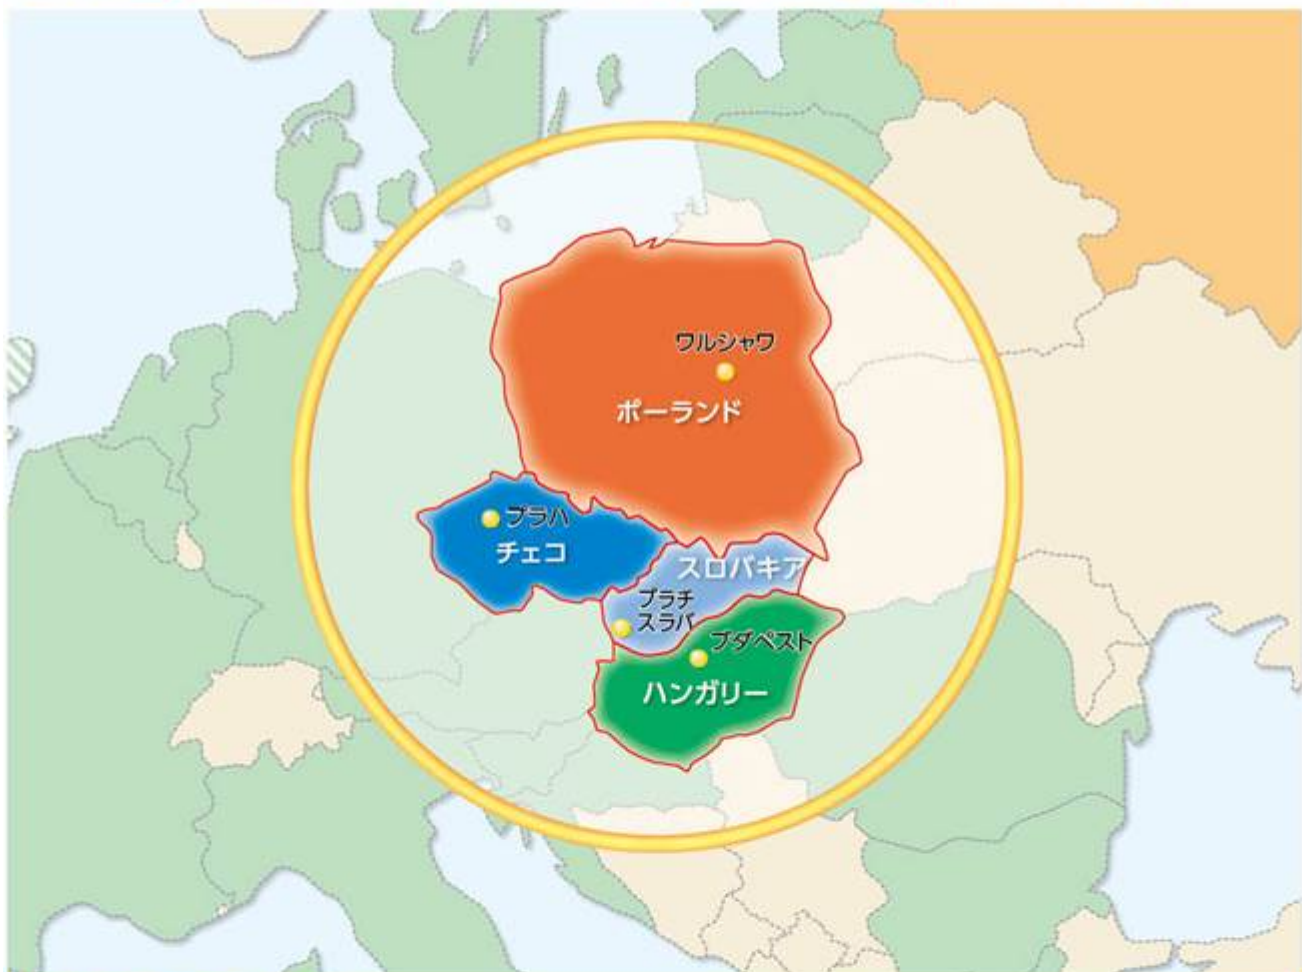 ワルシャワ
ポーランド
プラハ
チェコ
スロバキア
ブラチ
スラバ
ブダペスト
ハンガリー